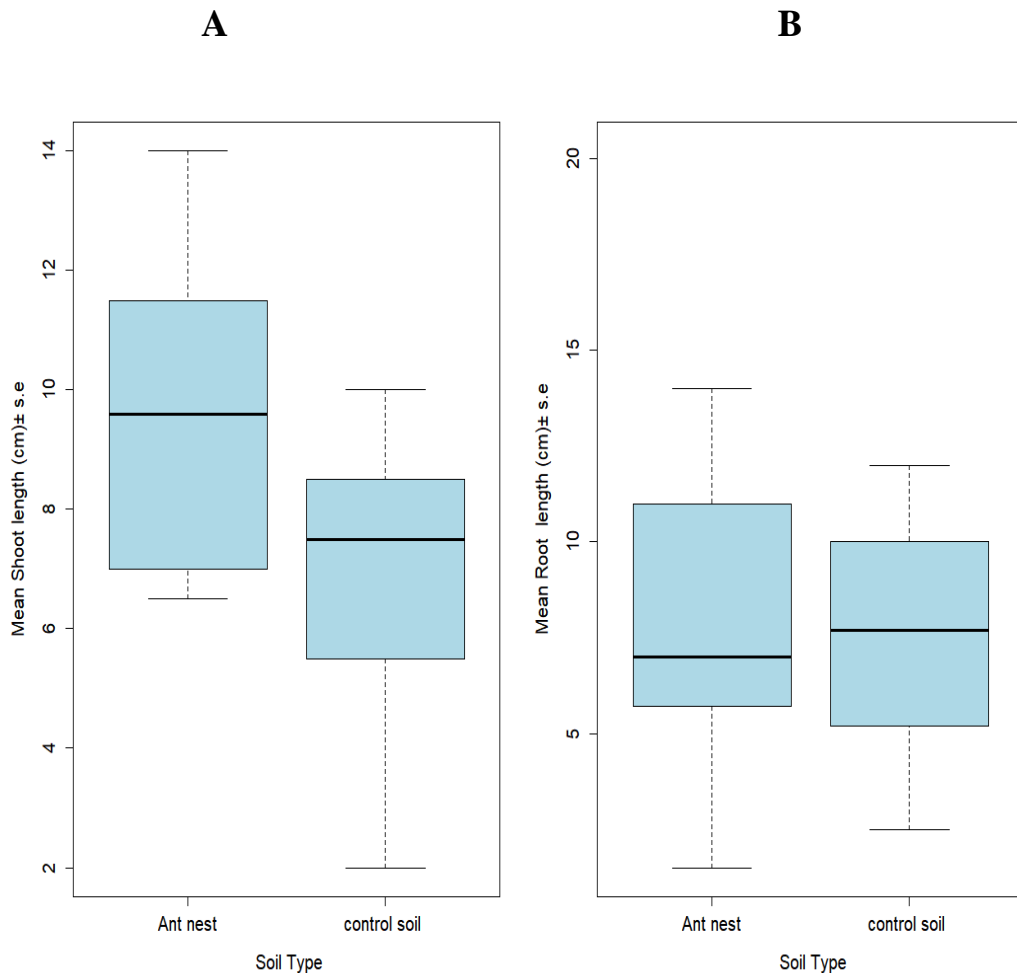 A
B
Mean Shoot length (cm)± s.e
14
12
10
8
6
4
2
Ant nest
control soil
Soil Type
Mean Root length (cm)± s.e
20
15
10
5
Ant nest
control soil
Soil Type